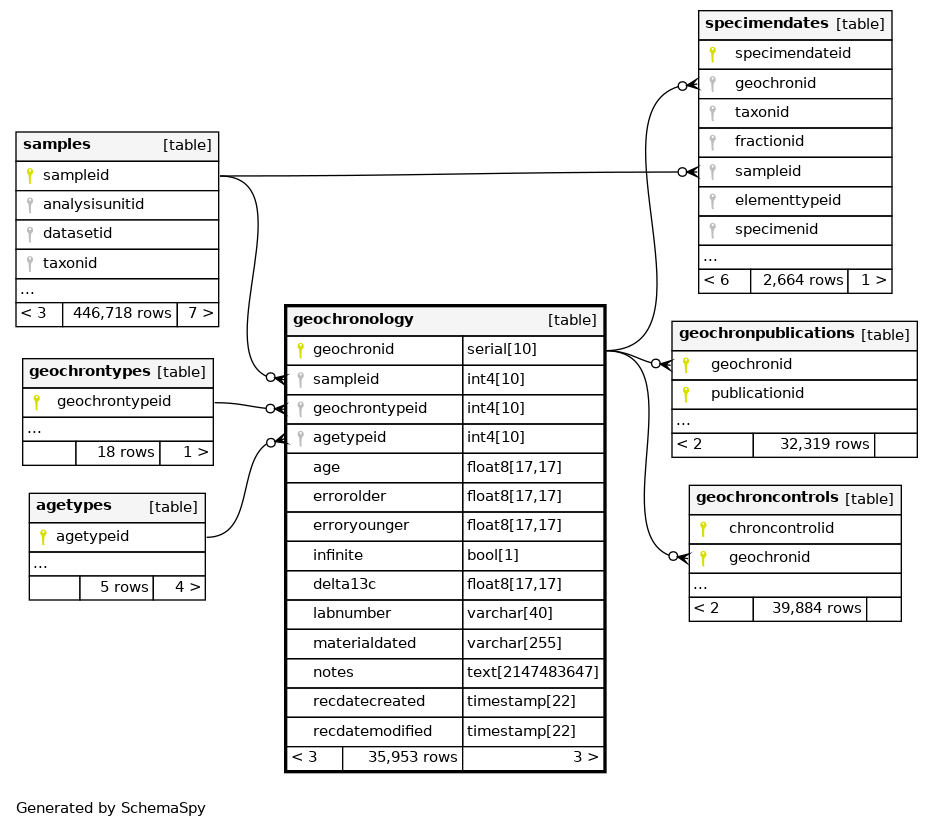 specimendates [table]
specimendateid
geochronid
taxonid
fractionid
sampleid
elementtypeid
specimenid
...
< 6 2,664 rows 1 >
samples [table]
sampleid
analysisunitid
datasetid
taxonid
...
< 3 446,718 rows 7 >
geochronology [table]
geochronid serial[10]
sampleid int4[10]
geochrontypeid int4[10]
agetypeid int4[10]
age float8[17,17]
errorolder float8[17,17]
erroryounger float8[17,17]
infinite bool[1]
delta13c float8[17,17]
labnumber varchar[40]
materialdated varchar[255]
notes text[2147483647]
recdatecreated timestamp[22]
recdatemodified timestamp[22]
< 3 35,953 rows 3 >
geochronpublications [table]
geochronid
publicationid
...
< 2 32,319 rows
geochrontypes [table]
geochrontypeid
...
18 rows 1 >
geochroncontrols [table]
chroncontrolid
geochronid
...
< 2 39,884 rows
agetypes [table]
agetypeid
...
5 rows 4 >
Generated by SchemaSpy